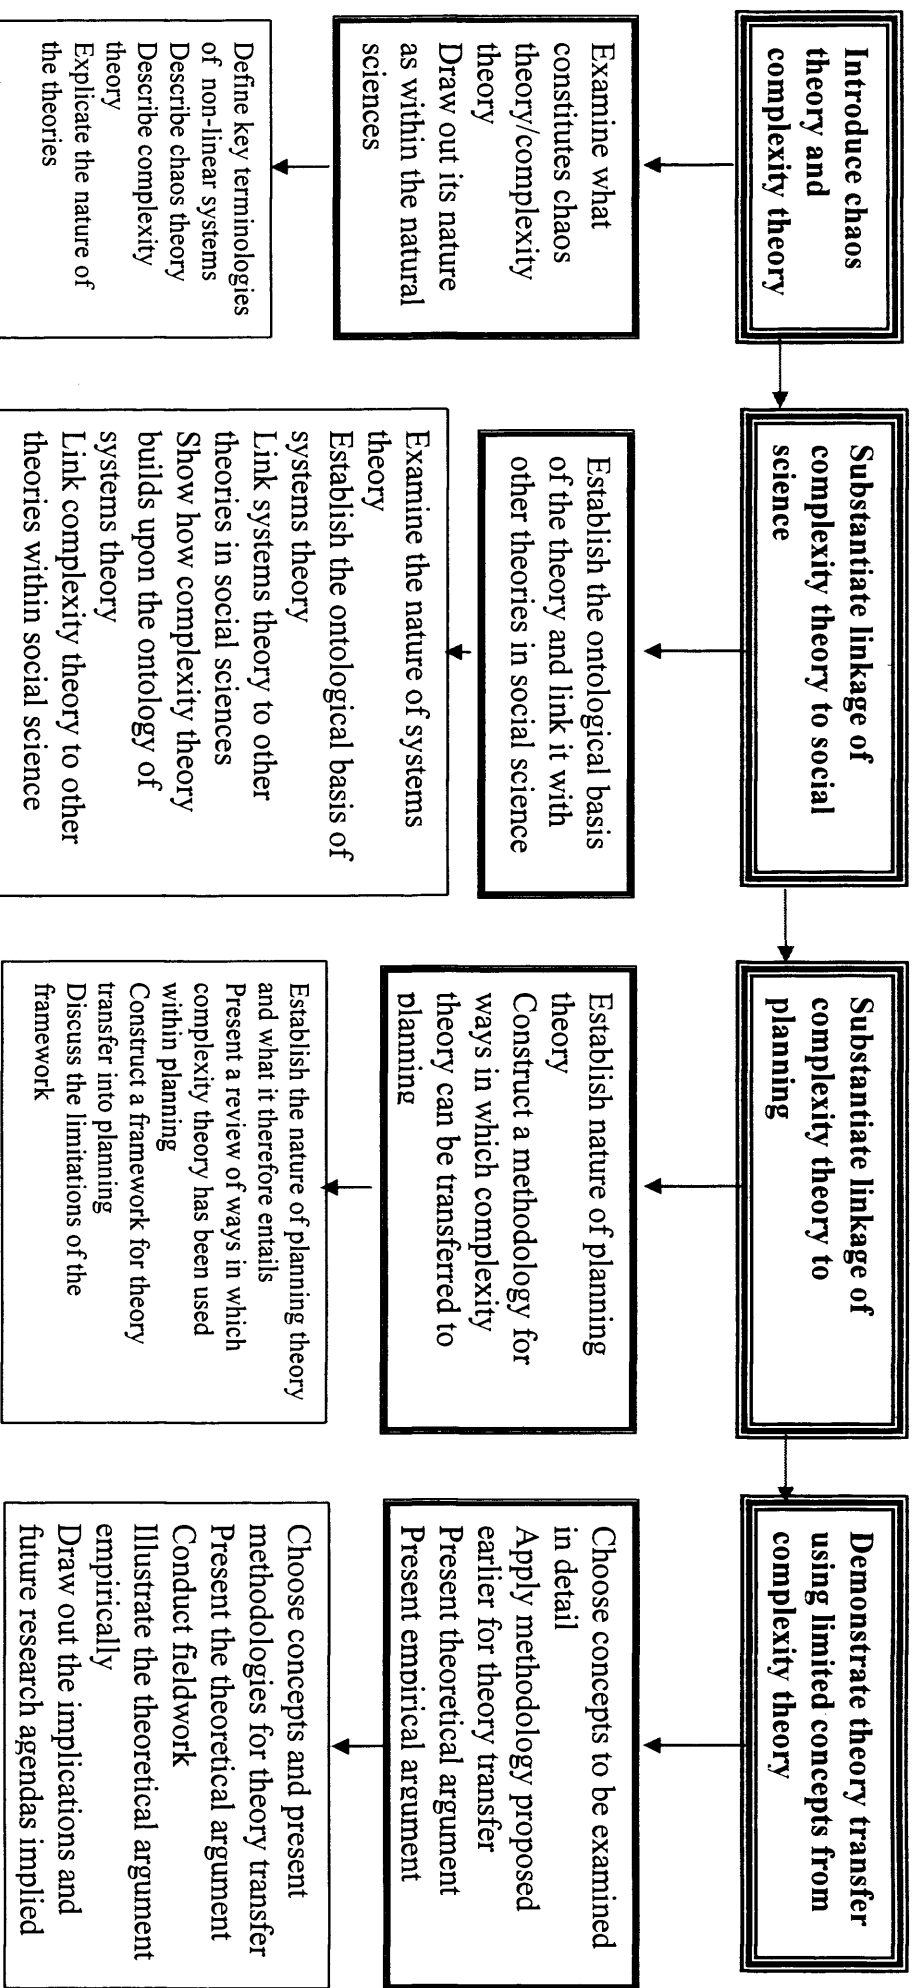 Introduce chaos
theory and
complexity theory
Examine what
constitutes chaos
theory/complexity
theory
Draw out its nature
as within the natural
sciences
Define key terminologies
of non-linear systems
Describe chaos theory
Describe complexity
theory
Explicate the nature of
the theories
Substantiate linkage of
complexity theory to social
science
Establish the ontological basis
of the theory and link it with
other theories in social science
Examine the nature of systems
theory
Establish the ontological basis of
systems theory
Link systems theory to other
theories in social sciences
Show how complexity theory
builds upon the ontology of
systems theory
Link complexity theory to other
theories within social science
Substantiate linkage of
complexity theory to
planning
Establish nature of planning
theory
Construct a methodology for
ways in which complexity
theory can be transferred to
planning
Establish the nature of planning theory
and what it therefore entails
Present a review of ways in which
complexity theory has been used
within planning
Construct a framework for theory
transfer into planning
Discuss the limitations of the
framework
Demonstrate theory transfer
using limited concepts from
complexity theory
Choose concepts to be examined
in detail
Apply methodology proposed
earlier for theory transfer
Present theoretical argument
Present empirical argument
Choose concepts and present
methodologies for theory transfer
Present the theoretical argument
Conduct fieldwork
Illustrate the theoretical argument
empirically
Draw out the implications and
future research agendas implied